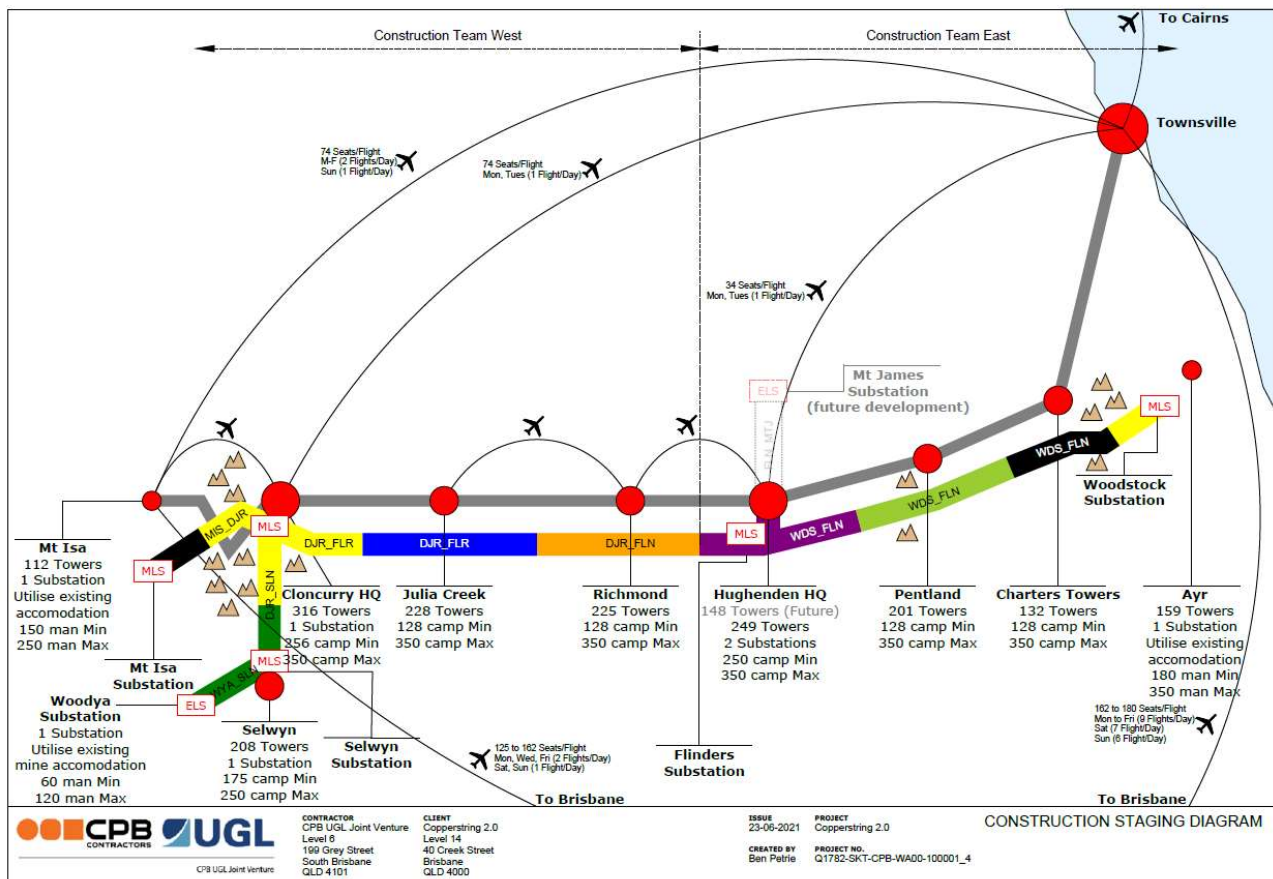 To Cairns
Construction Team West
Construction Team East
Townsville
74 Seats/Flight
M-F (2 Flights/Day)
Sun (1 Flight/Day)
74 Seats/Flight
Mon, Tues (1 Flight/Day)
34 Seats/Flight
Mon, Tues (1 Flight/Day)
Mt James
Substation
(future development)
ELS
FLN_MTJ
MLS
WDS_FLN
Woodstock
Substation
WDS_FLN
MLS
MIS_DJR
MLS
DJR_FLR
DJR_FLR
DJR_FLN
MLS
WDS_FLN
DJR_SLN
MLS
WYA_SLN
ELS
Mt Isa
112 Towers
1 Substation
Utilise existing
accomodation
150 man Min
250 man Max
Mt Isa
Substation
Cloncurry HQ
316 Towers
1 Substation
256 camp Min
350 camp Max
Julia Creek
228 Towers
128 camp Min
350 camp Max
Richmond
225 Towers
128 camp Min
350 camp Max
Hughenden HQ
148 Towers (Future)
249 Towers
2 Substations
250 camp Min
350 camp Max
Pentland
201 Towers
128 camp Min
350 camp Max
Charters Towers
132 Towers
128 camp Min
350 camp Max
Ayr
159 Towers
1 Substation
Utilise existing
accomodation
180 man Min
350 man Max
Woodya
Substation
1 Substation
Utilise existing
mine accomodation
60 man Min
120 man Max
Selwyn
208 Towers
1 Substation
175 camp Min
250 camp Max
Selwyn
Substation
125 to 162 Seats/Flight
Mon, Wed, Fri (2 Flights/Day)
Sat, Sun (1 Flight/Day)
Flinders
Substation
162 to 180 Seats/Flight
Mon to Fri (9 Flights/Day)
Sat (7 Flight/Day)
Sun (6 Flight/Day)
To Brisbane
To Brisbane
CPB
CONTRACTORS
UGL
CPB UGL Joint Venture
CONTRACTOR
CPB UGL Joint Venture
Level 6
199 Grey Street
South Brisbane
QLD 4101
CLIENT
Copperstring 2.0
Level 14
40 Creek Street
Brisbane
QLD 4000
ISSUE
23-06-2021
CREATED BY
Ben Petrie
PROJECT
Copperstring 2.0
PROJECT NO.
Q1782-SKT-CPB-WA00-100001_4
CONSTRUCTION STAGING DIAGRAM